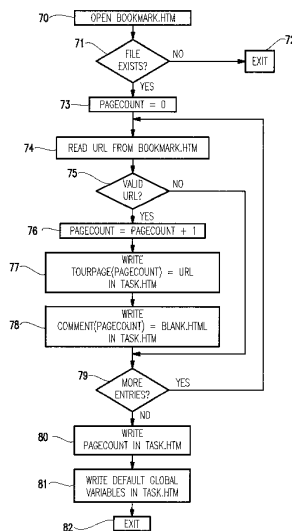 70
OPEN BOOKMARK.HTM
71
FILE
EXISTS?
NO
72
EXIT
YES
73
PAGECOUNT = 0
74
READ URL FROM BOOKMARK.HTM
75
VALID
URL?
NO
YES
76
PAGECOUNT = PAGECOUNT + 1
77
WRITE
TOURPAGE(PAGECOUNT) = URL
IN TASK.HTM
78
WRITE
COMMENT(PAGECOUNT) = BLANK.HTML
IN TASK.HTM
79
MORE
ENTRIES?
YES
NO
80
WRITE
PAGECOUNT IN TASK.HTM
81
WRITE DEFAULT GLOBAL
VARIABLES IN TASK.HTM
82
EXIT